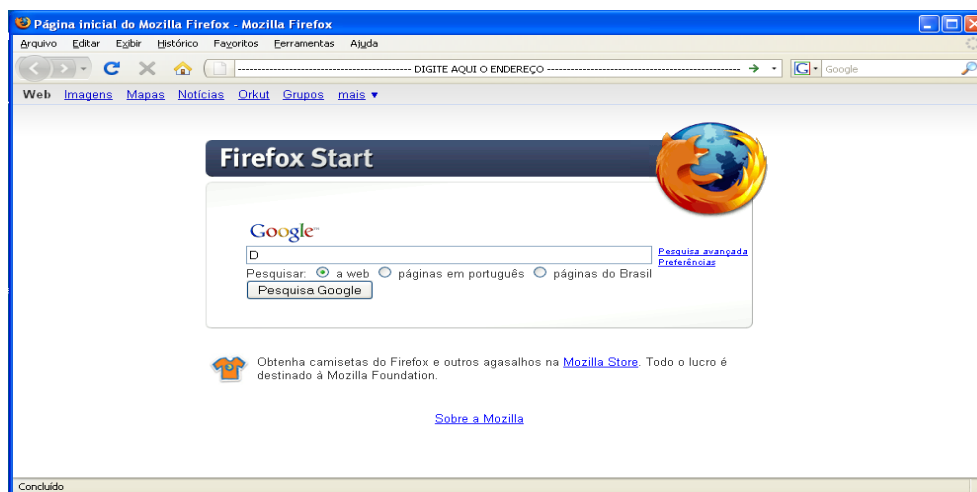 Página inicial do Mozilla Firefox - Mozilla Firefox
Arquivo Editar Exibir Histórico Favoritos Ferramentas Ajuda
---------------------------------------------- DIGITE AQUI O ENDEREÇO ---------------------------------------------------- G Google
Web Imagens Mapas Notícias Orkut Grupos mais ▼
Firefox Start
Google™
D
Pesquisa avançada
Preferências
Pesquisar: a web páginas em português páginas do Brasil
Pesquisa Google
Obtenha camisetas do Firefox e outros agasalhos na Mozilla Store. Todo o lucro é
destinado à Mozilla Foundation.
Sobre a Mozilla
Concluído